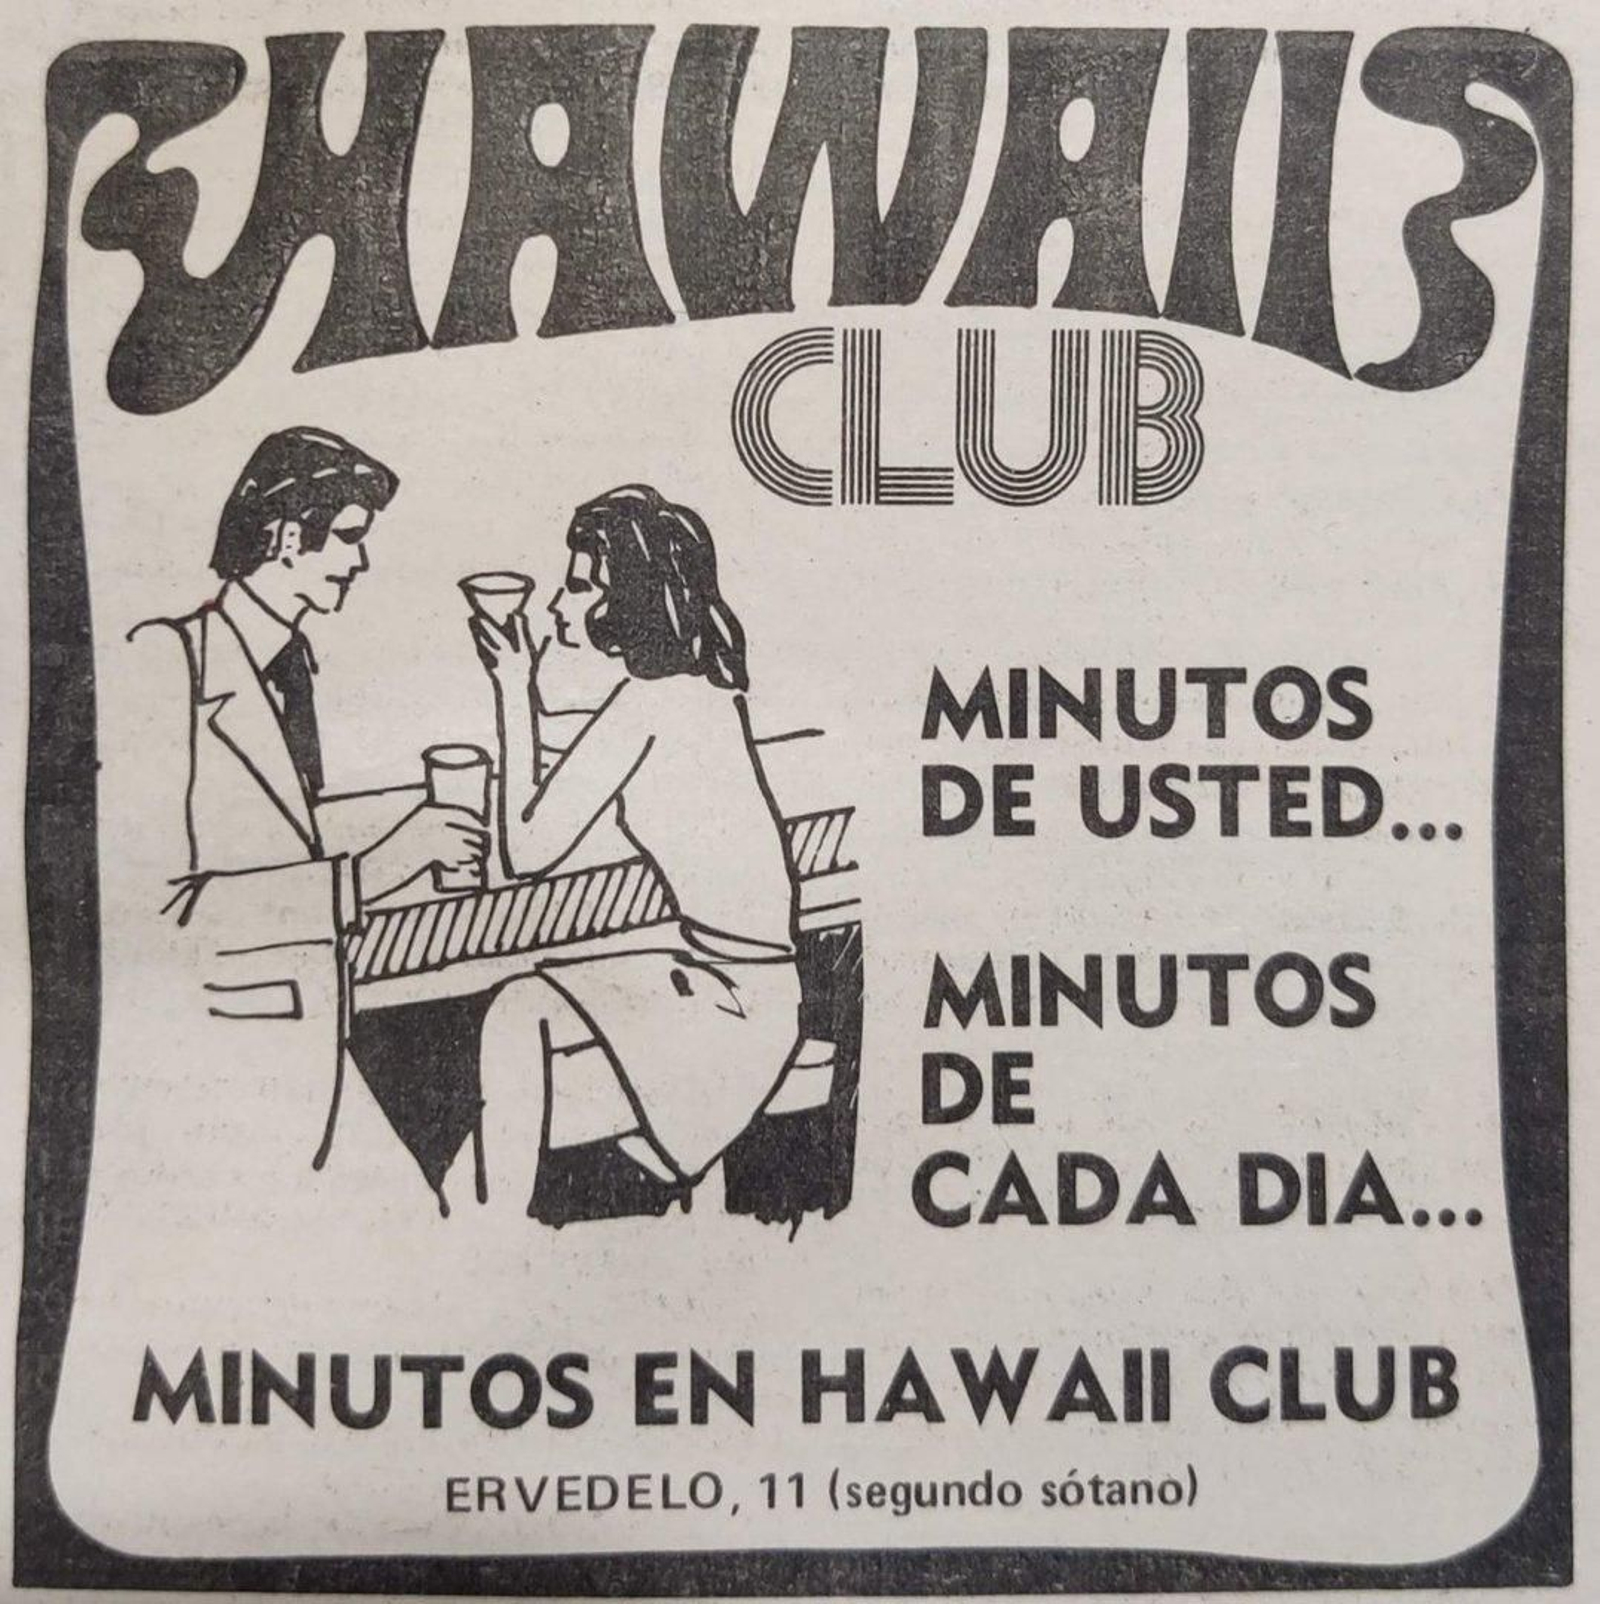 HAWAII
CLUB
MINUTOS
DE USTED...
MINUTOS
DE
CADA DIA...
MINUTOS EN HAWAII CLUB
ERVEDELO, 11 (segundo sótano)